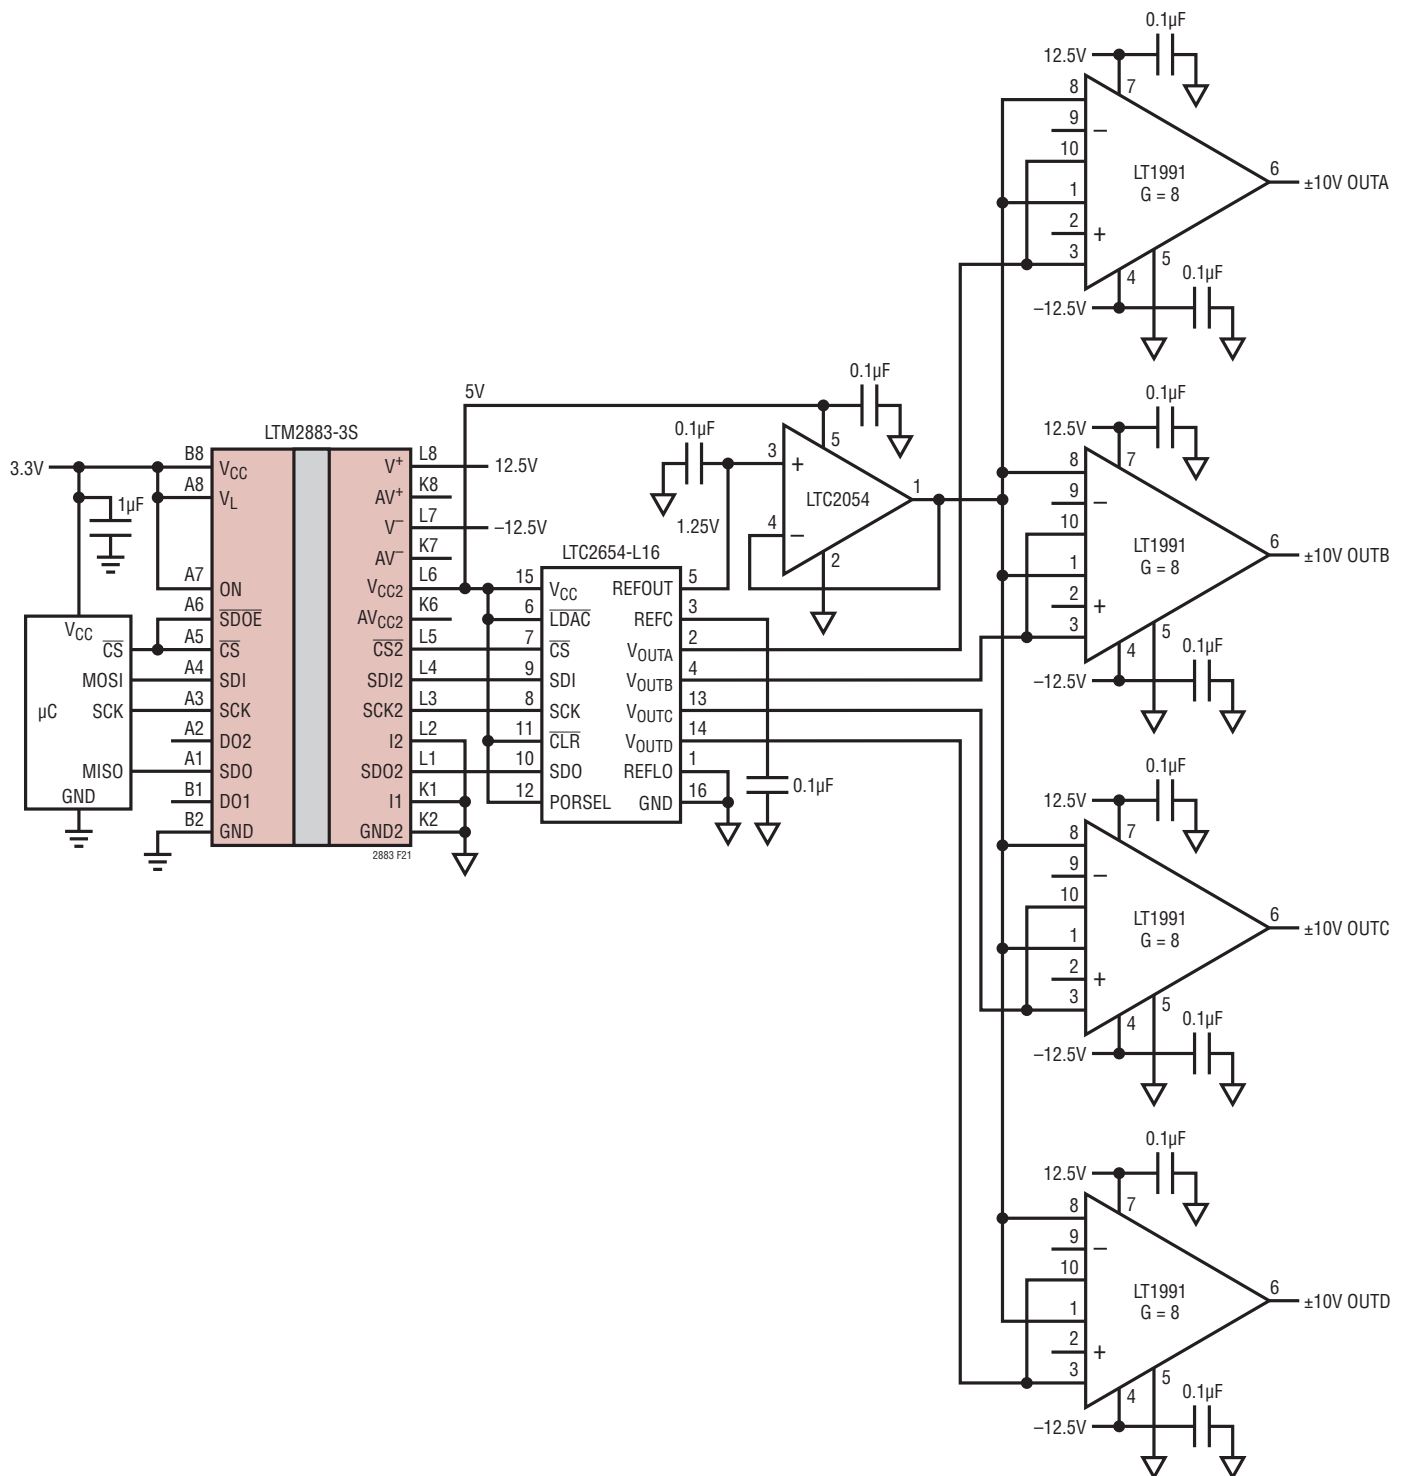 0.1µF
12.5V
8
7
9
–
10
LT1991
G = 8
6
±10V OUTA
1
2
+
3
5
4
0.1µF
–12.5V
0.1µF
12.5V
8
7
9
–
10
LT1991
G = 8
6
±10V OUTB
1
2
+
3
5
4
0.1µF
–12.5V
0.1µF
12.5V
8
7
9
–
10
LT1991
G = 8
6
±10V OUTC
1
2
+
3
5
4
0.1µF
–12.5V
0.1µF
12.5V
8
7
9
–
10
LT1991
G = 8
6
±10V OUTD
1
2
+
3
5
4
0.1µF
–12.5V
5V
0.1µF
0.1µF
3
+
5
LTC2054
1
4
–
2
1.25V
LTM2883-3S
3.3V
1µF
B8
VCC
A8
VL
A7
ON
A6
SDOE
A5
CS
A4
SDI
A3
SCK
A2
DO2
A1
SDO
B1
DO1
B2
GND
V+
L8
12.5V
AV+
K8
V–
L7
–12.5V
AV–
K7
VCC2
L6
AVCC2
K6
CS2
L5
SDI2
L4
SCK2
L3
I2
L2
SDO2
L1
I1
K1
GND2
K2
2883 F21
VCC
CS
MOSI
µC
SCK
MISO
GND
LTC2654-L16
15
VCC
6
LDAC
7
CS
9
SDI
8
SCK
11
CLR
10
SDO
12
PORSEL
REFOUT
5
REFC
3
VOUTA
2
VOUTB
4
VOUTC
13
VOUTD
14
REFLO
1
GND
16
0.1µF